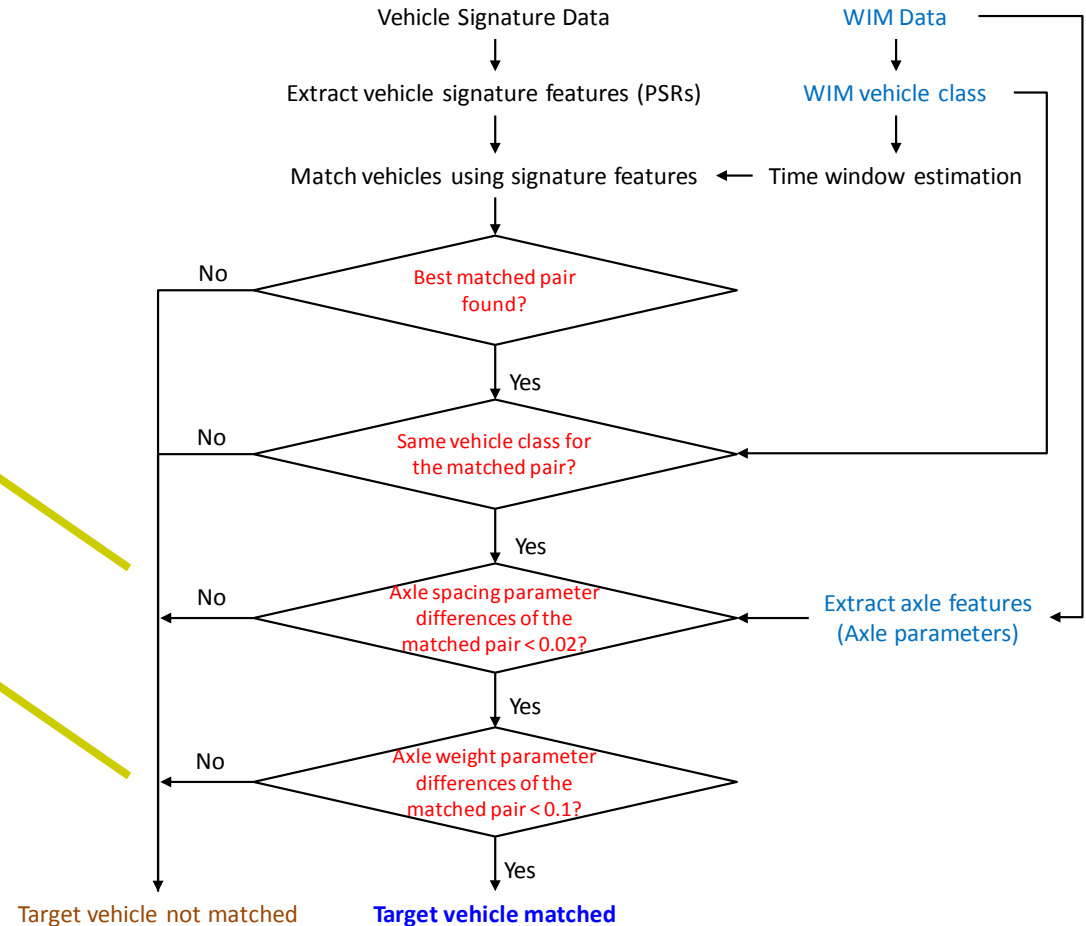 Vehicle Signature Data
WIM Data
Extract vehicle signature features (PSRs)
WIM vehicle class
Match vehicles using signature features
Time window estimation
No
Best matched pair
found?
Yes
No
Same vehicle class for
the matched pair?
Yes
No
Axle spacing parameter
differences of the
matched pair < 0.02?
Extract axle features
(Axle parameters)
Yes
No
Axle weight parameter
differences of the
matched pair < 0.1?
Yes
Target vehicle not matched
Target vehicle matched